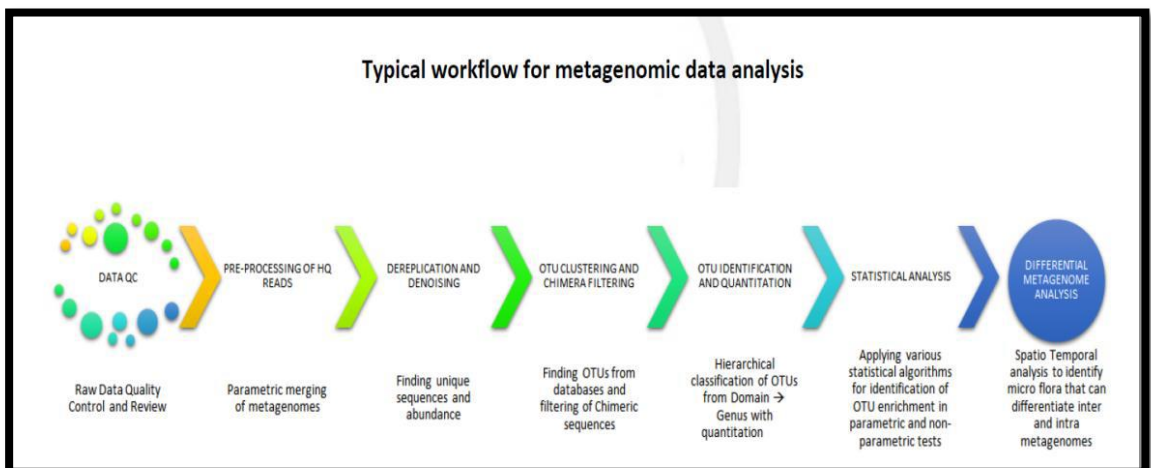 Typical workflow for metagenomic data analysis
DATA QC
PRE-PROCESSING OF HQ
READS
DEREPLICATION AND
DENOISING
OTU CLUSTERING AND
CHIMERA FILTERING
OTU IDENTIFICATION
AND QUANTITATION
STATISTICAL ANALYSIS
DIFFERENTIAL
METAGENOME
ANALYSIS
Raw Data Quality
Control and Review
Parametric merging
of metagenomes
Finding unique
sequences and
abundance
Finding OTUs from
databases and
filtering of Chimeric
sequences
Hierarchical
classification of OTUs
from Domain →
Genus with
quantitation
Applying various
statistical algorithms
for identification of
OTU enrichment in
parametric and non-
parametric tests
Spatio Temporal
analysis to identify
micro flora that can
differentiate inter
and intra
metagenomes